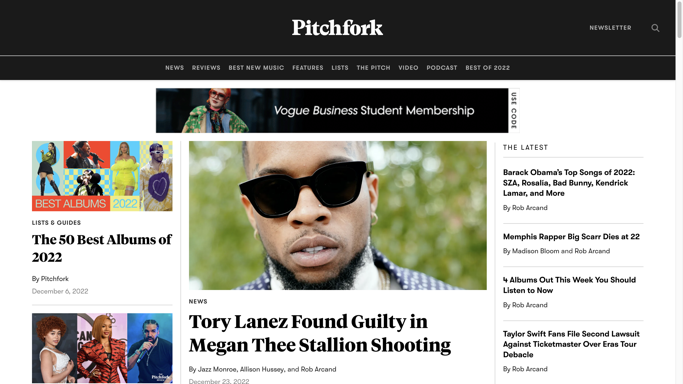 Pitchfork
NEWSLETTER
NEWS REVIEWS BEST NEW MUSIC FEATURES LISTS THE PITCH VIDEO PODCAST BEST OF 2022
Vogue Business Student Membership
USE CODE
BEST ALBUMS 2022
LISTS & GUIDES
The 50 Best Albums of
2022
By Pitchfork
December 6, 2022
NEWS
Tory Lanez Found Guilty in
Megan Thee Stallion Shooting
By Jazz Monroe, Allison Hussey, and Rob Arcand
December 23, 2022
THE LATEST
Barack Obama's Top Songs of 2022:
SZA, Rosalía, Bad Bunny, Kendrick
Lamar, and More
By Rob Arcand
Memphis Rapper Big Scarr Dies at 22
By Madison Bloom and Rob Arcand
4 Albums Out This Week You Should
Listen to Now
By Rob Arcand
Taylor Swift Fans File Second Lawsuit
Against Ticketmaster Over Eras Tour
Debacle
By Rob Arcand